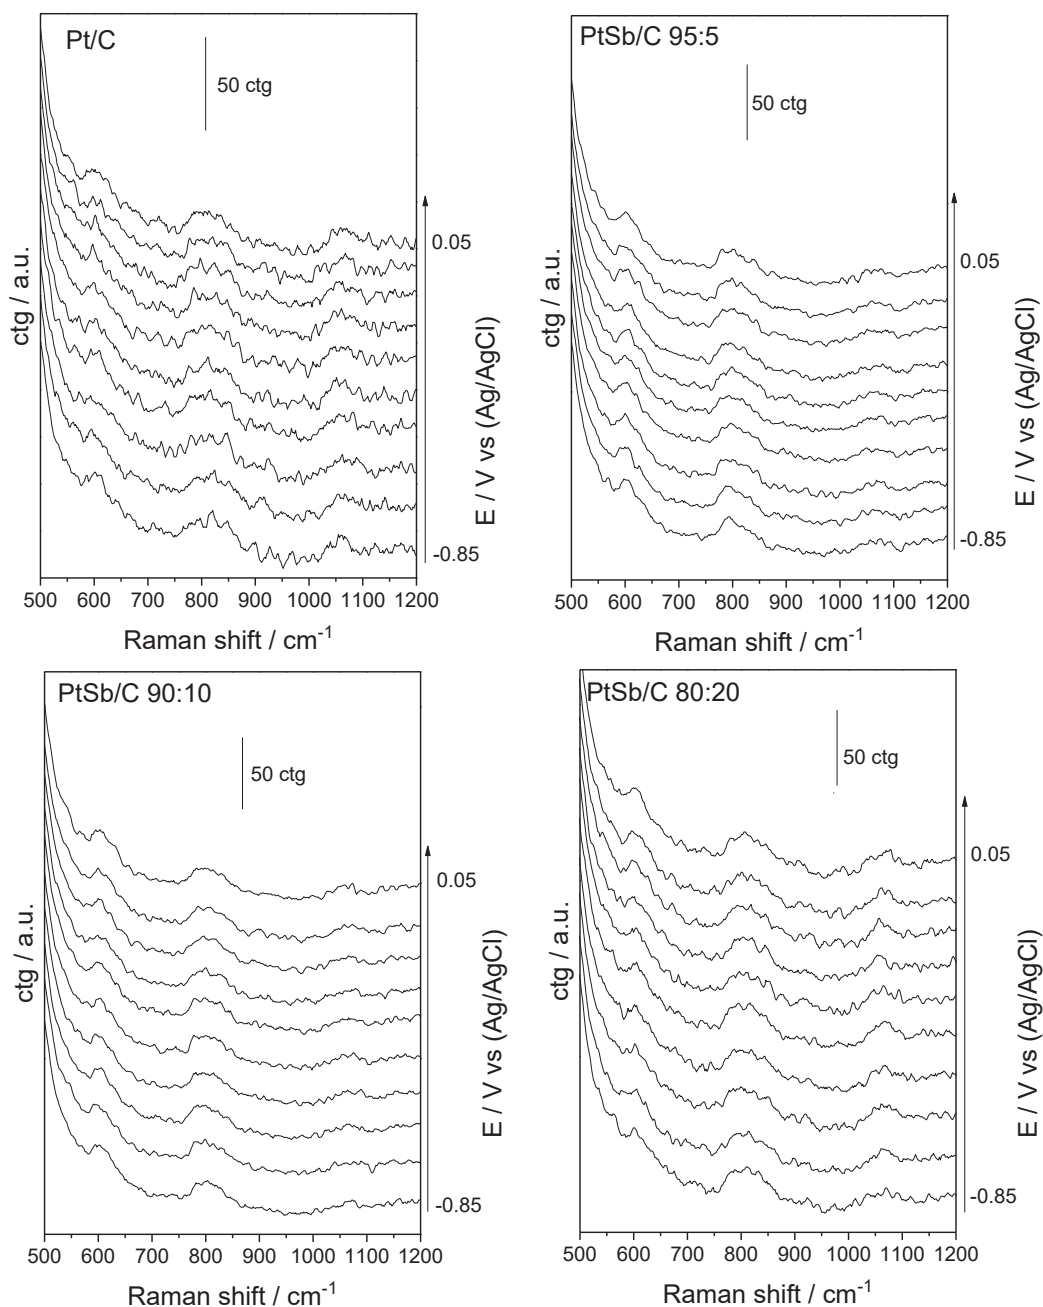 Pt/C
50 ctg
0.05
-0.85
ctg / a.u.
E / V vs (Ag/AgCl)
500 600 700 800 900 1000 1100 1200
Raman shift / cm⁻¹
PtSb/C 95:5
50 ctg
0.05
-0.85
ctg / a.u.
E / V vs (Ag/AgCl)
500 600 700 800 900 1000 1100 1200
Raman shift / cm⁻¹
PtSb/C 90:10
50 ctg
0.05
-0.85
ctg / a.u.
E / V vs (Ag/AgCl)
500 600 700 800 900 1000 1100 1200
Raman shift / cm⁻¹
PtSb/C 80:20
50 ctg
0.05
-0.85
ctg / a.u.
E / V vs (Ag/AgCl)
500 600 700 800 900 1000 1100 1200
Raman shift / cm⁻¹